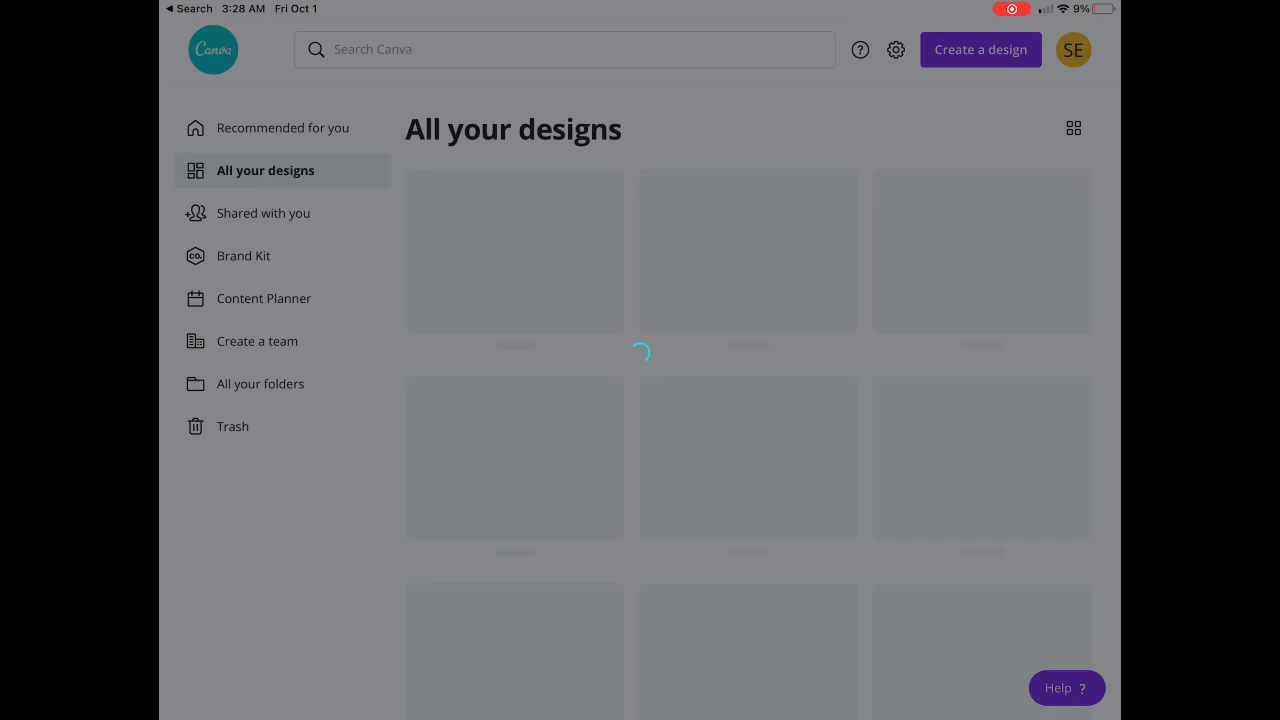 Search 3:28 AM Fri Oct 1 9%
Canva Search Canva ? Create a design SE
Recommended for you
All your designs
Shared with you
CO. Brand Kit
Content Planner
Create a team
All your folders
Trash
All your designs
Help ?